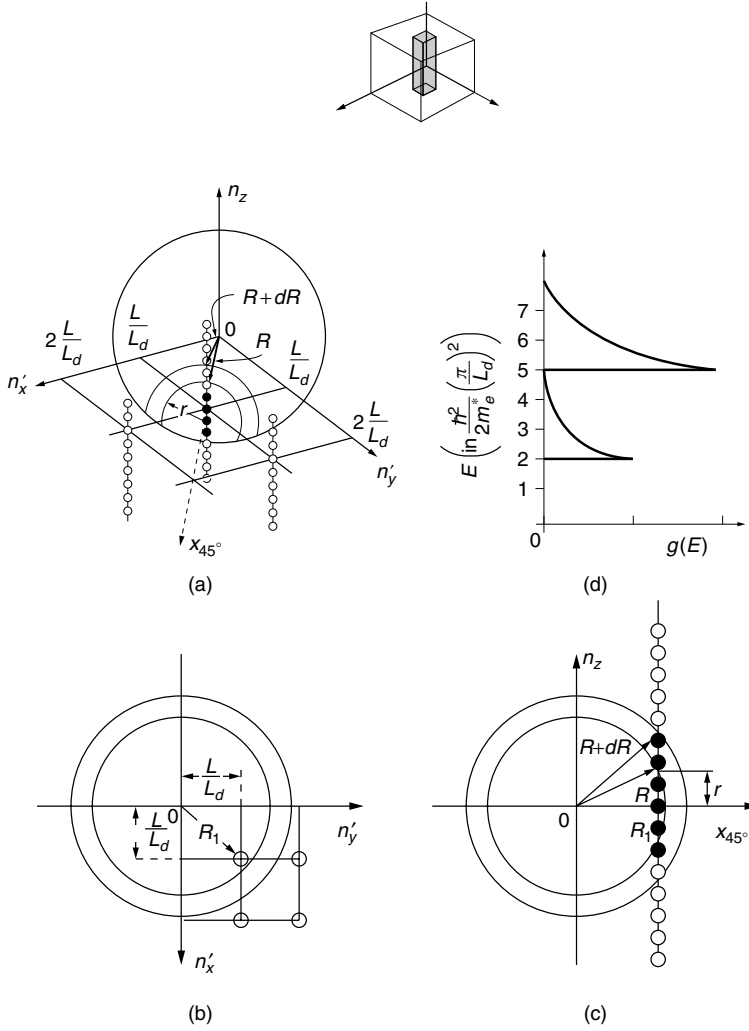 n_z
R + dR
0
R
L/L_d
2 L/L_d
L/L_d
2 L/L_d
n'_x
r
n'_y
x_45°
(a)
E (in ℏ²/2m*_e (π/L_d)²)
7
6
5
4
3
2
1
0
g(E)
(d)
L/L_d
0
L/L_d
R_1
n'_y
n'_x
(b)
n_z
R+dR
r
R
0
R_1
x_45°
(c)